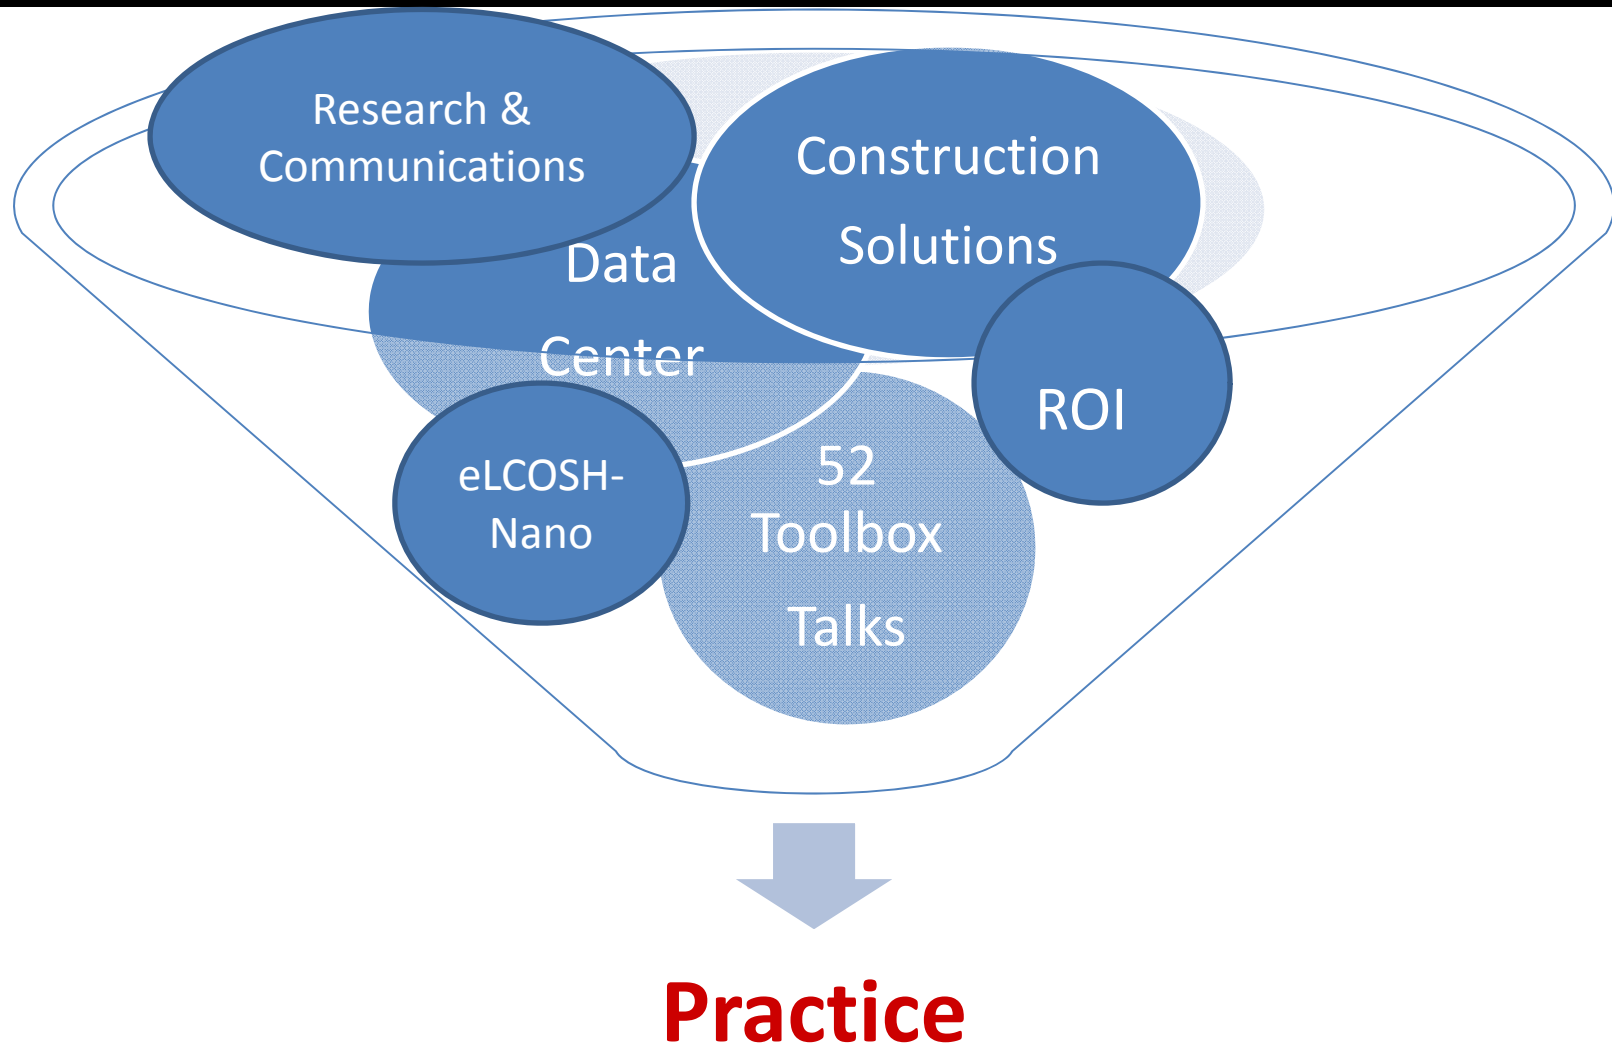 Research &
Communications
Construction
Solutions
Data
Center
ROI
eLCOSH-
Nano
52
Toolbox
Talks
Practice